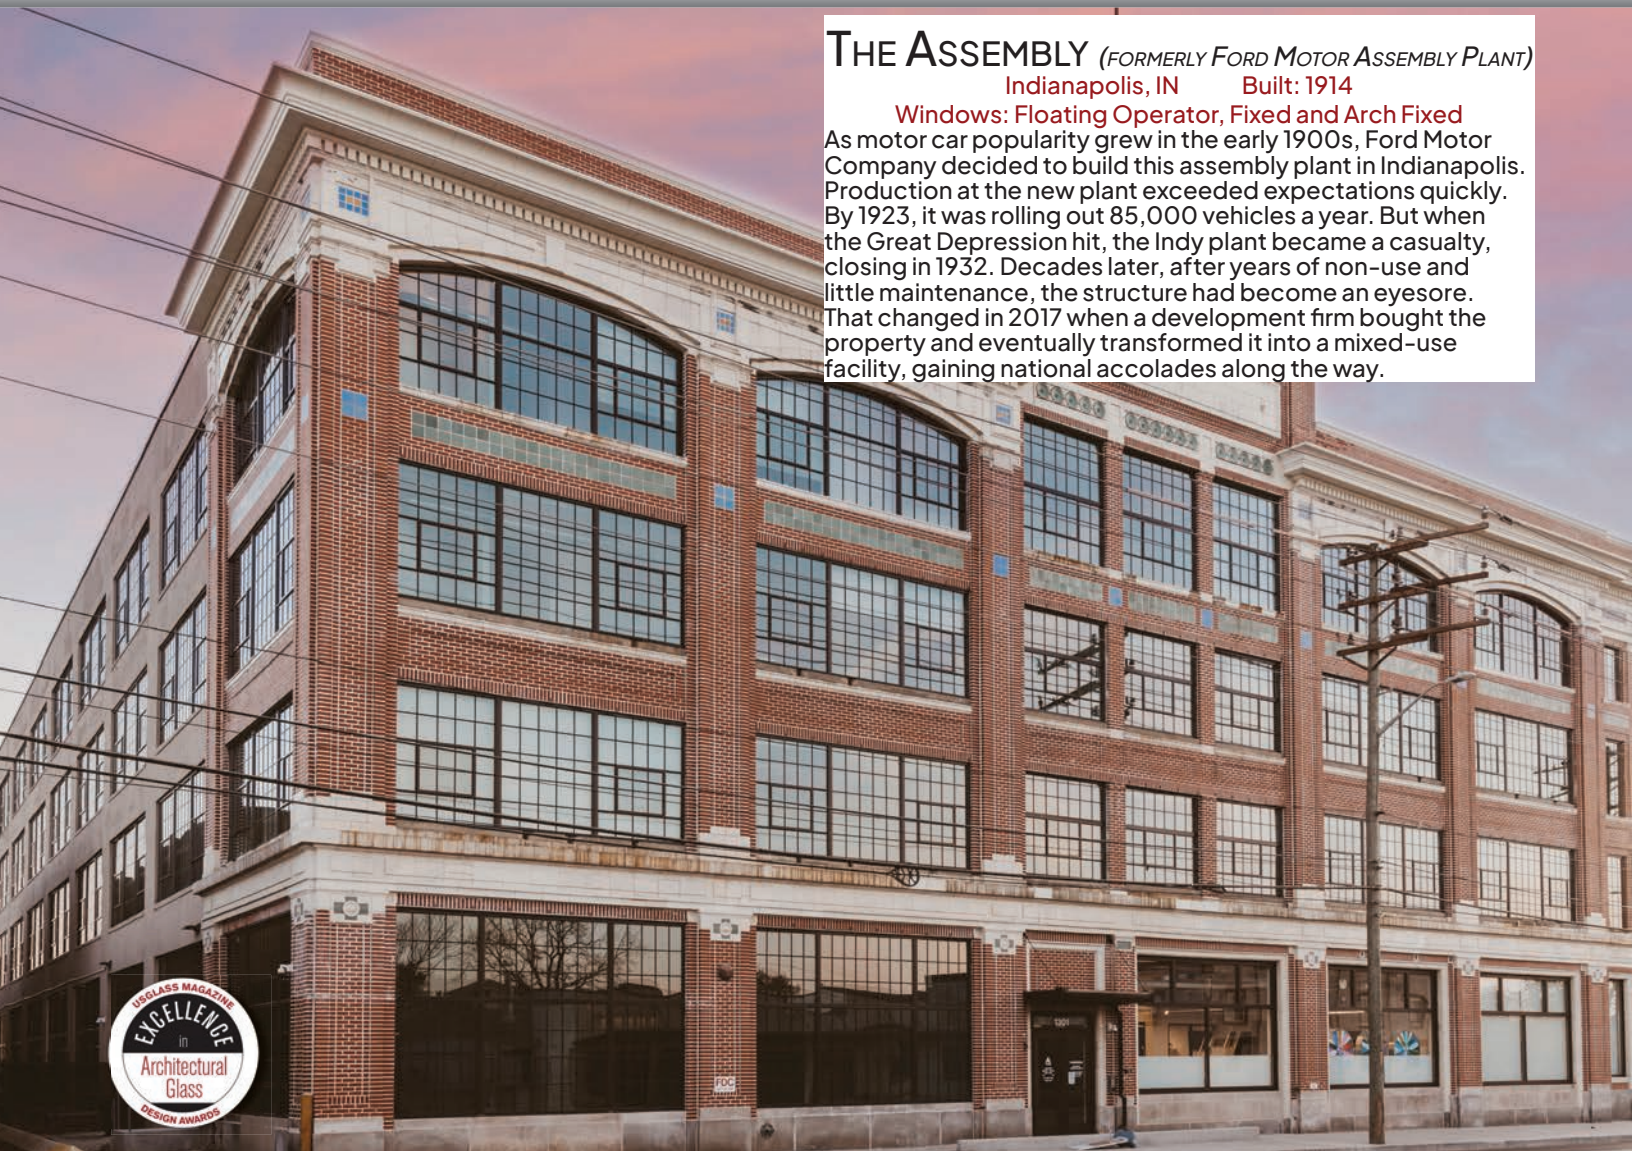 THE ASSEMBLY (FORMERLY FORD MOTOR ASSEMBLY PLANT)
Indianapolis, IN Built: 1914
Windows: Floating Operator, Fixed and Arch Fixed
As motor car popularity grew in the early 1900s, Ford Motor
Company decided to build this assembly plant in Indianapolis.
Production at the new plant exceeded expectations quickly.
By 1923, it was rolling out 85,000 vehicles a year. But when
the Great Depression hit, the Indy plant became a casualty,
closing in 1932. Decades later, after years of non-use and
little maintenance, the structure had become an eyesore.
That changed in 2017 when a development firm bought the
property and eventually transformed it into a mixed-use
facility, gaining national accolades along the way.
1301
FDC
USGLASS MAGAZINE
EXCELLENCE
in
Architectural
Glass
DESIGN AWARDS